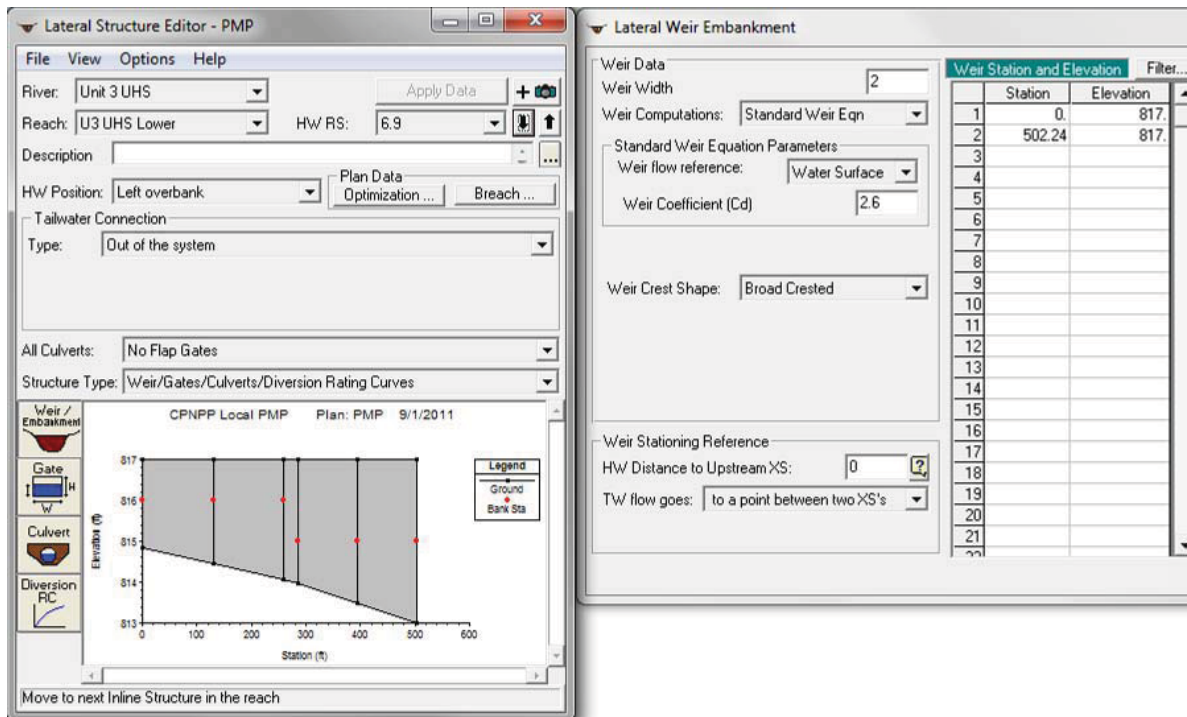 Lateral Structure Editor - PMP
File View Options Help
River: Unit 3 UHS Apply Data
Reach: U3 UHS Lower HW RS: 6.9
Description ...
HW Position: Left overbank Plan Data Optimization ... Breach ...
Tailwater Connection
Type: Out of the system
All Culverts: No Flap Gates
Structure Type: Weir/Gates/Culverts/Diversion Rating Curves
Weir / Embankment
Gate
H
W
Culvert
Diversion RC
CPNPP Local PMP Plan: PMP 9/1/2011
817
816
815
814
813
Elevation (ft)
0 100 200 300 400 500 600
Station (ft)
Legend
Ground
Bank Sta
Move to next Inline Structure in the reach
Lateral Weir Embankment
Weir Data
Weir Width 2
Weir Computations: Standard Weir Eqn
Standard Weir Equation Parameters
Weir flow reference: Water Surface
Weir Coefficient (Cd) 2.6
Weir Crest Shape: Broad Crested
Weir Stationing Reference
HW Distance to Upstream XS: 0 ?
TW flow goes: to a point between two XS's
Weir Station and Elevation Filter...
Station Elevation
1 0. 817.
2 502.24 817.
3
4
5
6
7
8
9
10
11
12
13
14
15
16
17
18
19
20
21